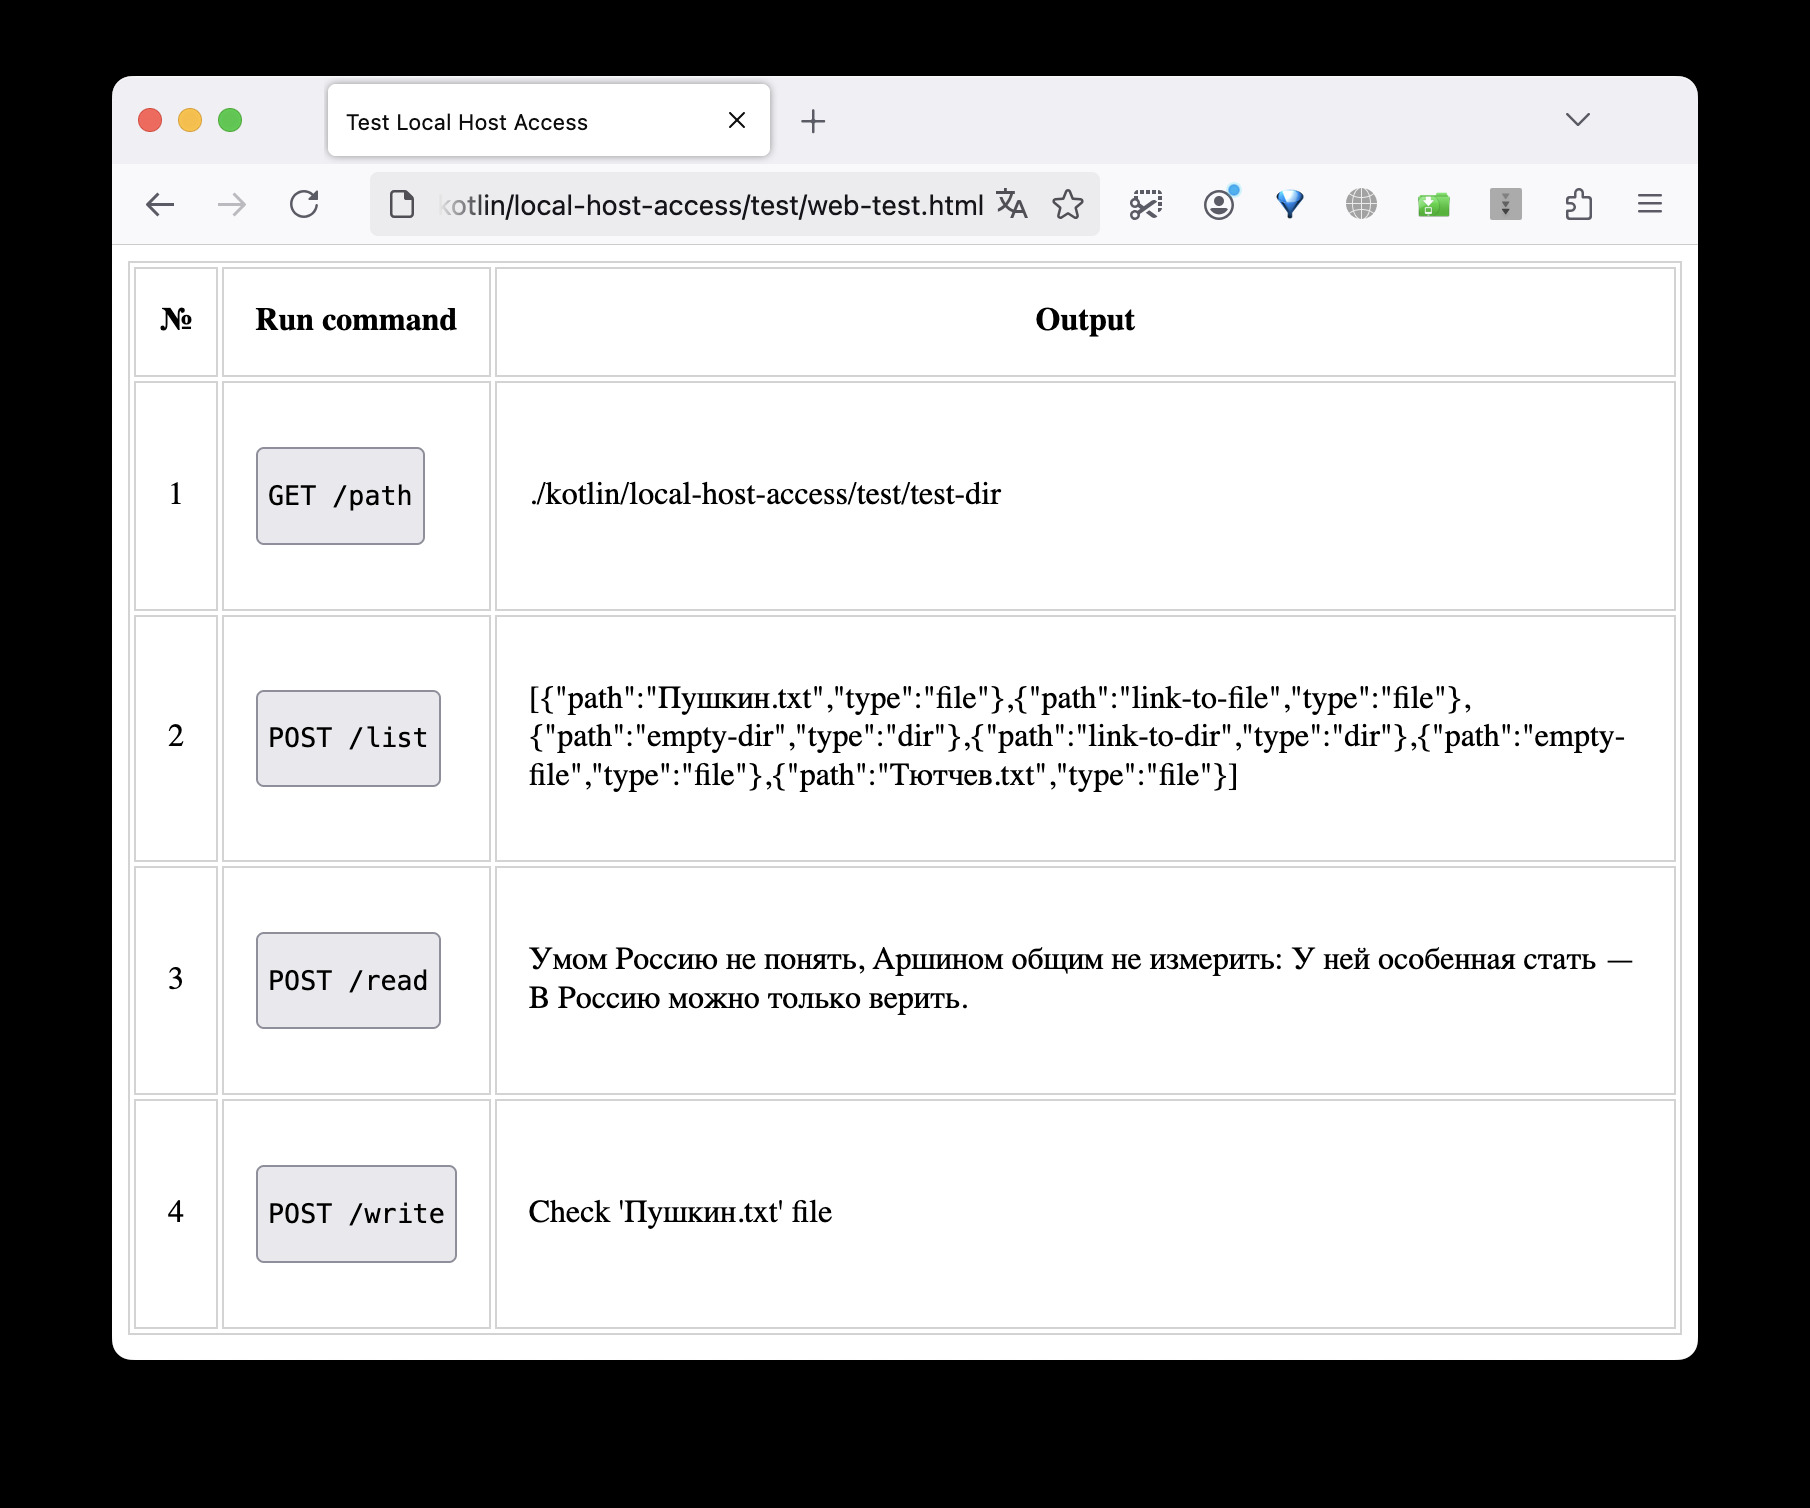 Test Local Host Access
kotlin/local-host-access/test/web-test.html
№ Run command Output
1 GET /path ./kotlin/local-host-access/test/test-dir
2 POST /list [{"path":"Пушкин.txt","type":"file"},{"path":"link-to-file","type":"file"},
{"path":"empty-dir","type":"dir"},{"path":"link-to-dir","type":"dir"},{"path":"empty-
file","type":"file"},{"path":"Тютчев.txt","type":"file"}]
3 POST /read Умом Россию не понять, Аршином общим не измерить: У ней особенная стать —
В Россию можно только верить.
4 POST /write Check 'Пушкин.txt' file